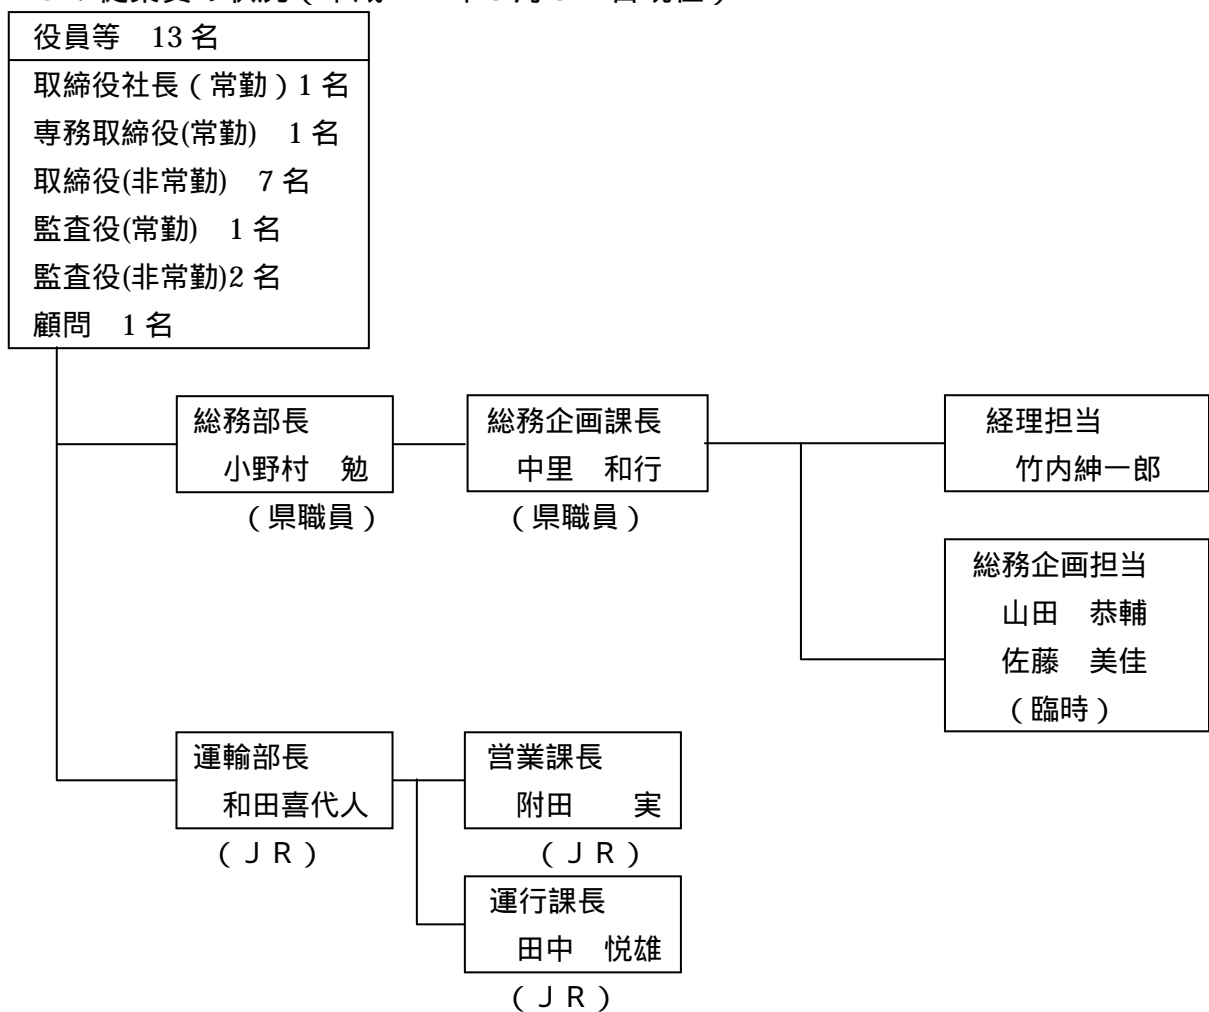 役員等　13 名
取締役社長（常勤）1 名
専務取締役(常勤)　1 名
取締役(非常勤)　7 名
監査役(常勤)　1 名
監査役(非常勤)2 名
顧問　1 名
総務部長
小野村　勉
（県職員）
総務企画課長
中里　和行
（県職員）
経理担当
竹内紳一郎
総務企画担当
山田　恭輔
佐藤　美佳
（臨時）
運輸部長
和田喜代人
（ＪＲ）
営業課長
附田　　実
（ＪＲ）
運行課長
田中　悦雄
（ＪＲ）